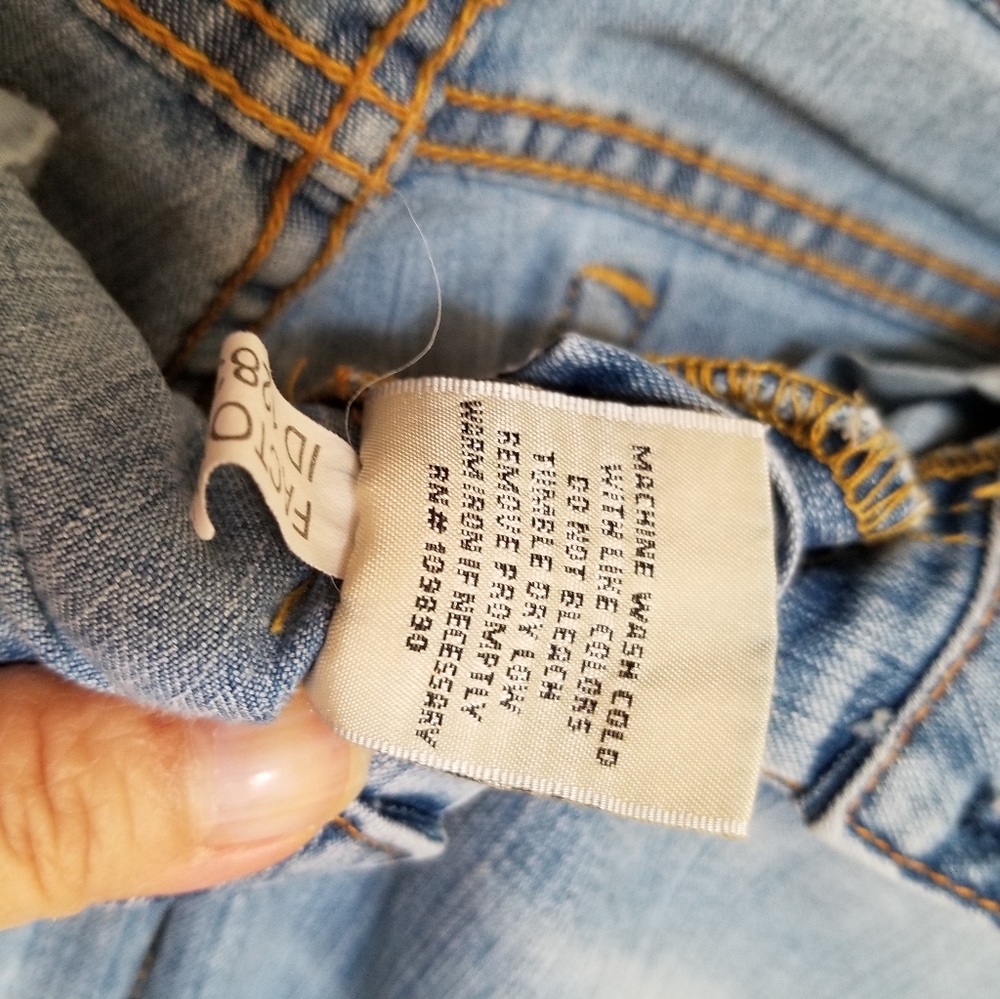 MACHINE WASH COLD
WITH LIKE COLORS
DO NOT BLEACH
TUMBLE DRY LOW
REMOVE PROMPTLY
WARM IRON IF NECESSARY
RN# 109830
ID